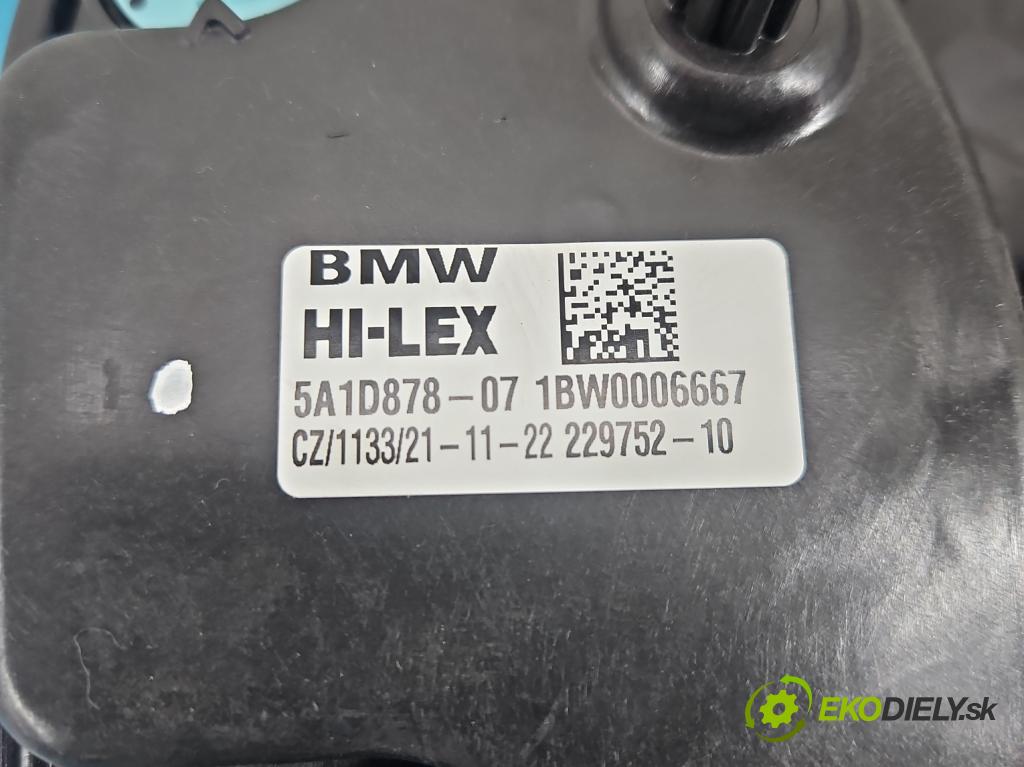 BMW
HI-LEX
5A1D878-07 1BW0006667
CZ/1133/21-11-22 229752-10
EKODIELY.sk